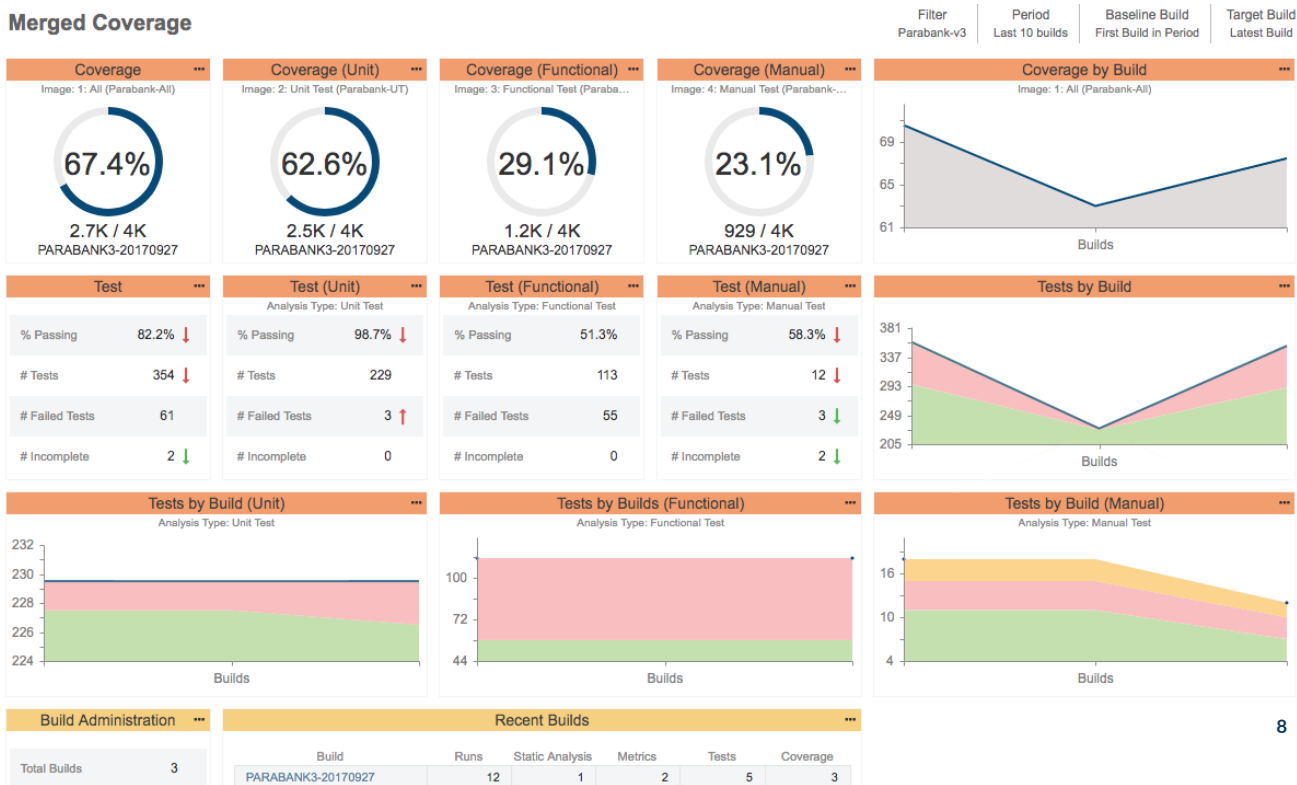 Merged Coverage
Filter
Parabank-v3
Period
Last 10 builds
Baseline Build
First Build in Period
Target Build
Latest Build
Coverage
Image: 1: All (Parabank-All)
67.4%
2.7K / 4K
PARABANK3-20170927
Coverage (Unit)
Image: 2: Unit Test (Parabank-UT)
62.6%
2.5K / 4K
PARABANK3-20170927
Coverage (Functional)
Image: 3: Functional Test (Paraba...
29.1%
1.2K / 4K
PARABANK3-20170927
Coverage (Manual)
Image: 4: Manual Test (Parabank-...
23.1%
929 / 4K
PARABANK3-20170927
Coverage by Build
Image: 1: All (Parabank-All)
69
65
61
Builds
Test
% Passing 82.2%
# Tests 354
# Failed Tests 61
# Incomplete 2
Test (Unit)
Analysis Type: Unit Test
% Passing 98.7%
# Tests 229
# Failed Tests 3
# Incomplete 0
Test (Functional)
Analysis Type: Functional Test
% Passing 51.3%
# Tests 113
# Failed Tests 55
# Incomplete 0
Test (Manual)
Analysis Type: Manual Test
% Passing 58.3%
# Tests 12
# Failed Tests 3
# Incomplete 2
Tests by Build
381
337
293
249
205
Builds
Tests by Build (Unit)
Analysis Type: Unit Test
232
230
228
226
224
Builds
Tests by Builds (Functional)
Analysis Type: Functional Test
100
72
44
Builds
Tests by Build (Manual)
Analysis Type: Manual Test
16
10
4
Builds
Build Administration
Total Builds 3
Recent Builds
Build Runs Static Analysis Metrics Tests Coverage
PARABANK3-20170927 12 1 2 5 3
8